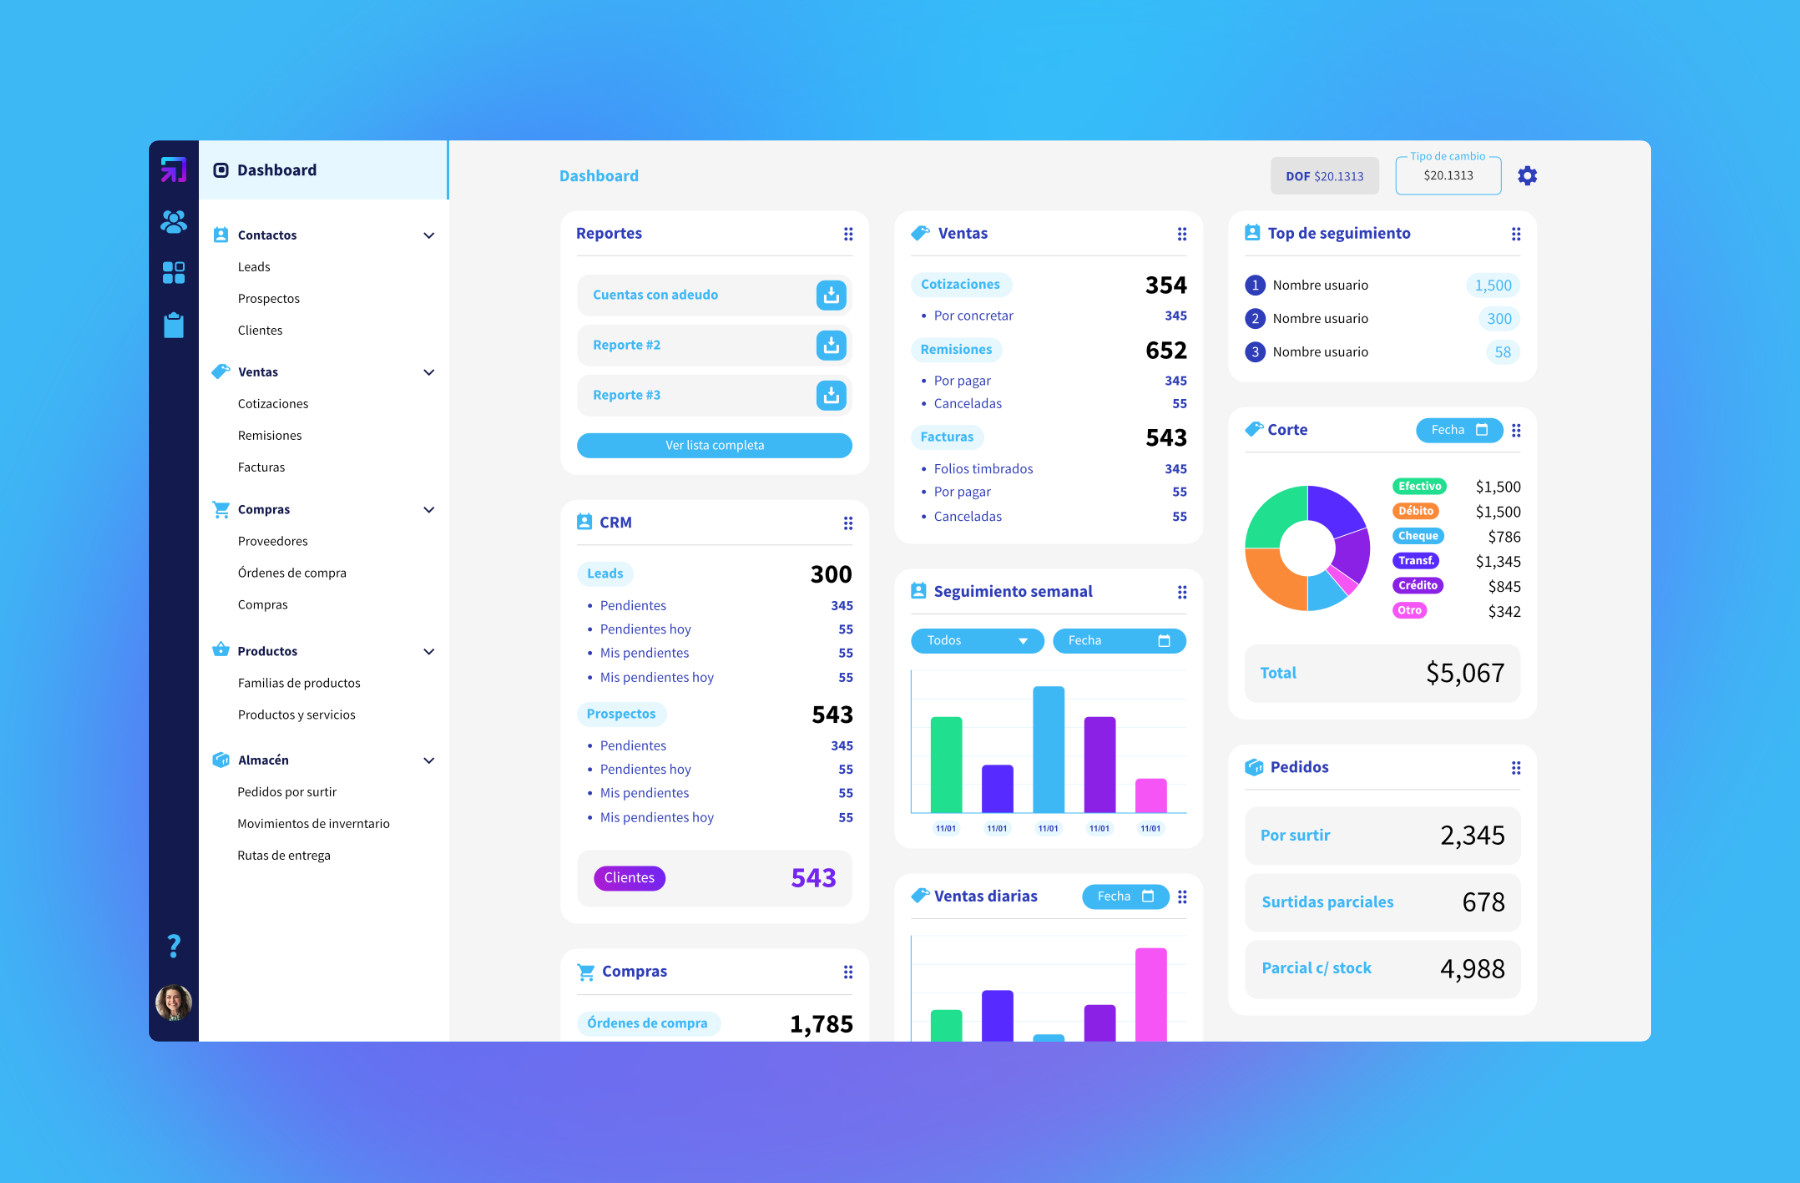 Dashboard
Contactos
Leads
Prospectos
Clientes
Ventas
Cotizaciones
Remisiones
Facturas
Compras
Proveedores
Órdenes de compra
Compras
Productos
Familias de productos
Productos y servicios
Almacén
Pedidos por surtir
Movimientos de inverntario
Rutas de entrega
?
Dashboard
DOF $20.1313
Tipo de cambio
$20.1313
Reportes
Cuentas con adeudo
Reporte #2
Reporte #3
Ver lista completa
CRM
Leads 300
• Pendientes 345
• Pendientes hoy 55
• Mis pendientes 55
• Mis pendientes hoy 55
Prospectos 543
• Pendientes 345
• Pendientes hoy 55
• Mis pendientes 55
• Mis pendientes hoy 55
Clientes 543
Compras
Órdenes de compra 1,785
Ventas
Cotizaciones 354
• Por concretar 345
Remisiones 652
• Por pagar 345
• Canceladas 55
Facturas 543
• Folios timbrados 345
• Por pagar 55
• Canceladas 55
Seguimiento semanal
Todos Fecha
11/01 11/01 11/01 11/01 11/01
Ventas diarias Fecha
Top de seguimiento
1 Nombre usuario 1,500
2 Nombre usuario 300
3 Nombre usuario 58
Corte Fecha
Efectivo $1,500
Débito $1,500
Cheque $786
Transf. $1,345
Crédito $845
Otro $342
Total $5,067
Pedidos
Por surtir 2,345
Surtidas parciales 678
Parcial c/ stock 4,988